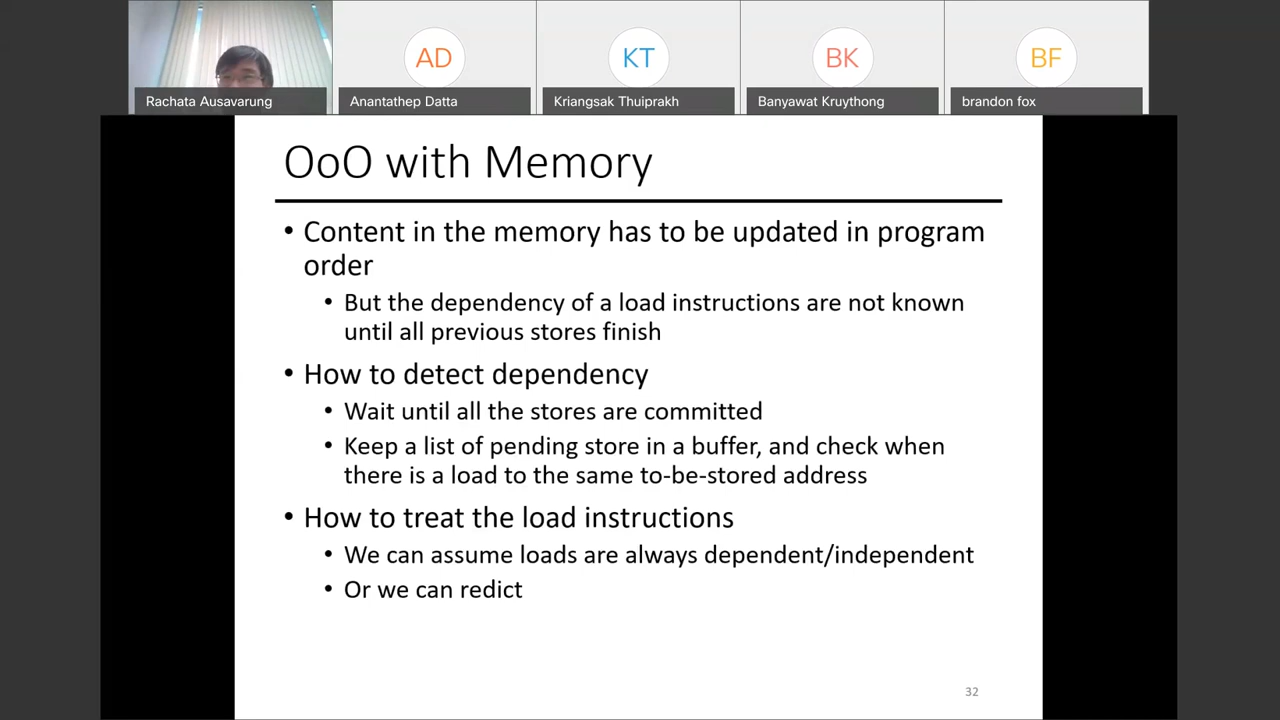 AD
KT
BK
BF
Rachata Ausavarung
Anantathep Datta
Kriangsak Thuiprakh
Banyawat Kruythong
brandon fox
OoO with Memory
• Content in the memory has to be updated in program
order
• But the dependency of a load instructions are not known
until all previous stores finish
• How to detect dependency
• Wait until all the stores are committed
• Keep a list of pending store in a buffer, and check when
there is a load to the same to-be-stored address
• How to treat the load instructions
• We can assume loads are always dependent/independent
• Or we can redict
32